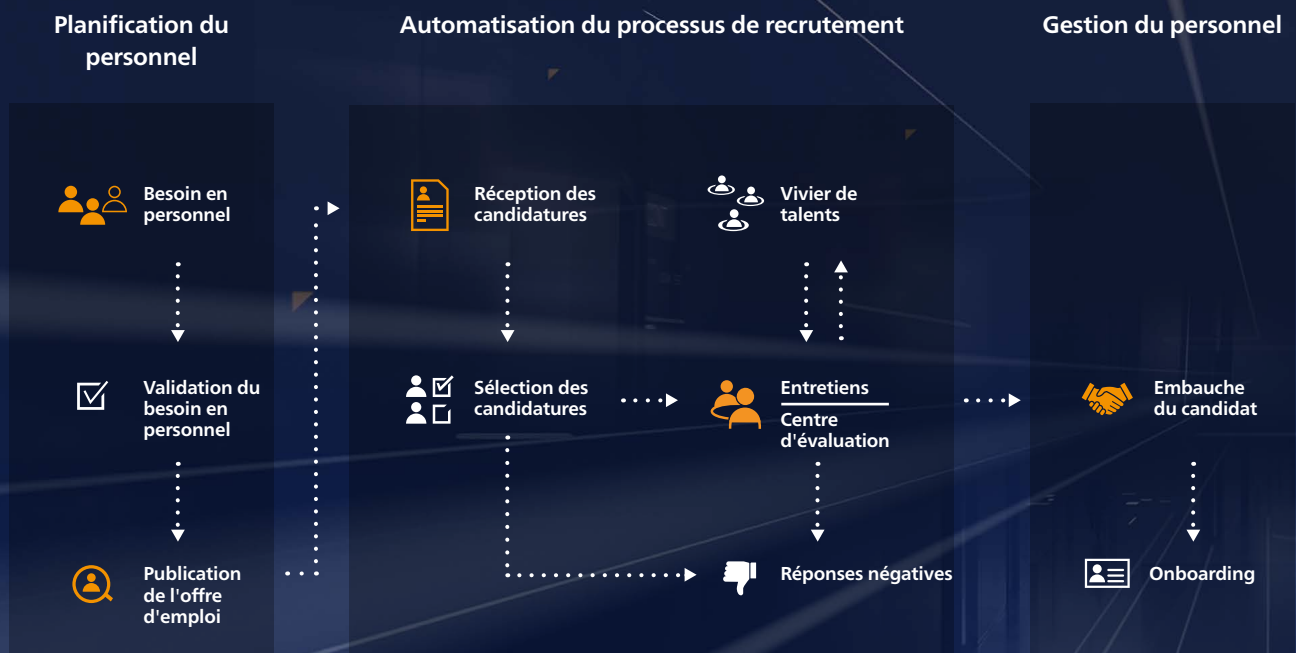 Planification du
personnel
Automatisation du processus de recrutement
Gestion du personnel
Besoin en
personnel
Validation du
besoin en
personnel
Publication
de l'offre
d'emploi
Réception des
candidatures
Vivier de
talents
Sélection des
candidatures
Entretiens
Centre
d'évaluation
Réponses négatives
Embauche
du candidat
Onboarding